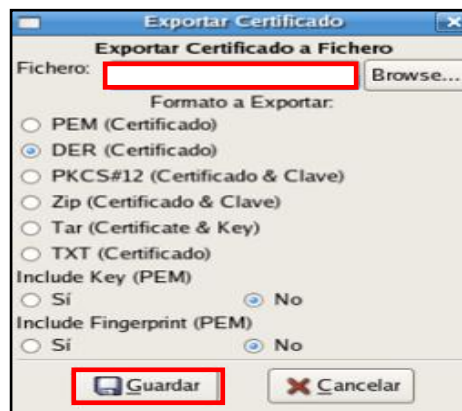 Exportar Certificado
Exportar Certificado a Fichero
Fichero: Browse...
Formato a Exportar:
PEM (Certificado)
DER (Certificado)
PKCS#12 (Certificado & Clave)
Zip (Certificado & Clave)
Tar (Certificate & Key)
TXT (Certificado)
Include Key (PEM)
Sí No
Include Fingerprint (PEM)
Sí No
Guardar Cancelar